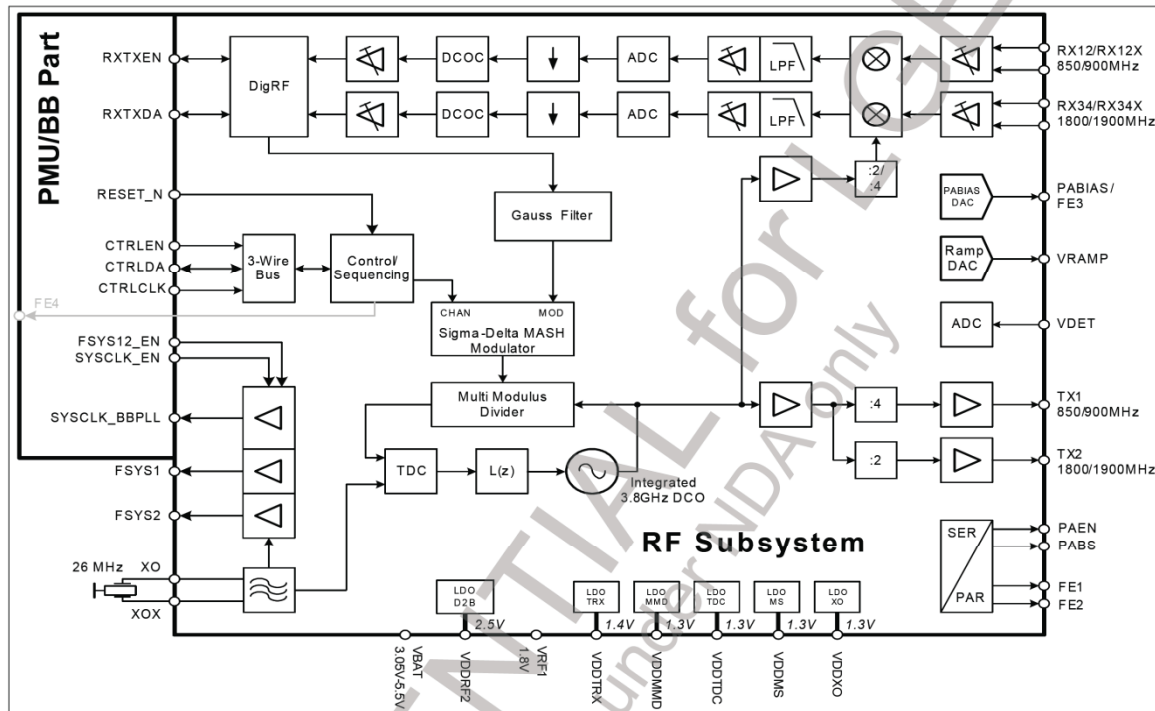 PMU/BB Part
RXTXEN
RXTXDA
RESET_N
CTRLEN
CTRLDA
CTRLCLK
FE4
FSYS12_EN
SYSCLK_EN
SYSCLK_BBPLL
FSYS1
FSYS2
26 MHz XO
XOX
DigRF
DCOC
ADC
LPF
DCOC
ADC
LPF
RX12/RX12X
850/900MHz
RX34/RX34X
1800/1900MHz
:2/
:4
Gauss Filter
3-Wire
Bus
Control/
Sequencing
CHAN MOD
Sigma-Delta MASH
Modulator
Multi Modulus
Divider
TDC
L(z)
Integrated
3.8GHz DCO
PABIAS
DAC
PABIAS/
FE3
Ramp
DAC
VRAMP
ADC
VDET
:4
TX1
850/900MHz
:2
TX2
1800/1900MHz
RF Subsystem
SER
PAR
PAEN
PABS
FE1
FE2
LDO
D2B
2.5V
LDO
TRX
1.4V
LDO
MMD
1.3V
LDO
TDC
1.3V
LDO
MS
1.3V
LDO
XO
1.3V
VBAT
3.05V-5.5V
VDDRF2
VRF1
1.8V
VDDTRX
VDDMMD
VDDTDC
VDDMS
VDDXO
NTIAL for LGE
under NDA only